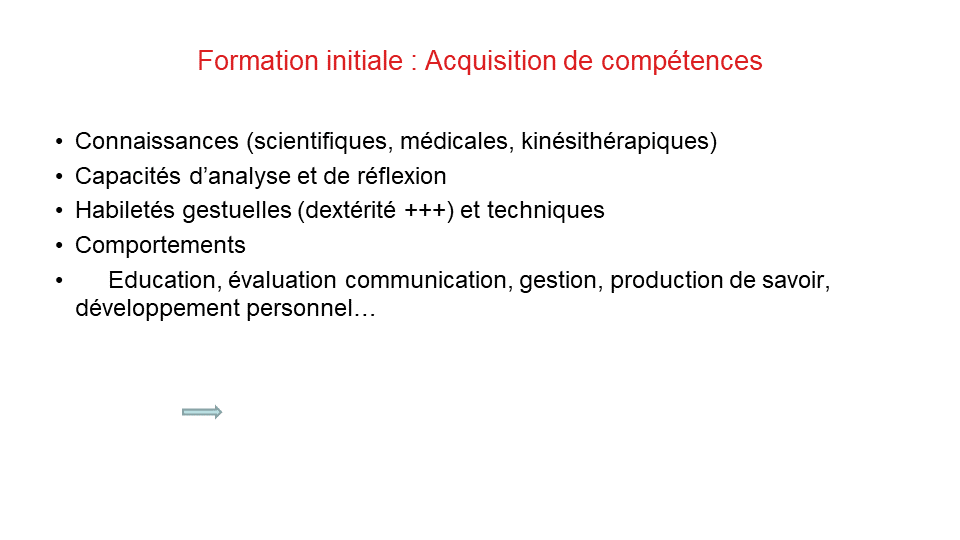 Formation initiale : Acquisition de compétences
• Connaissances (scientifiques, médicales, kinésithérapiques)
• Capacités d’analyse et de réflexion
• Habiletés gestuelles (dextérité +++) et techniques
• Comportements
• Education, évaluation communication, gestion, production de savoir,
développement personnel…